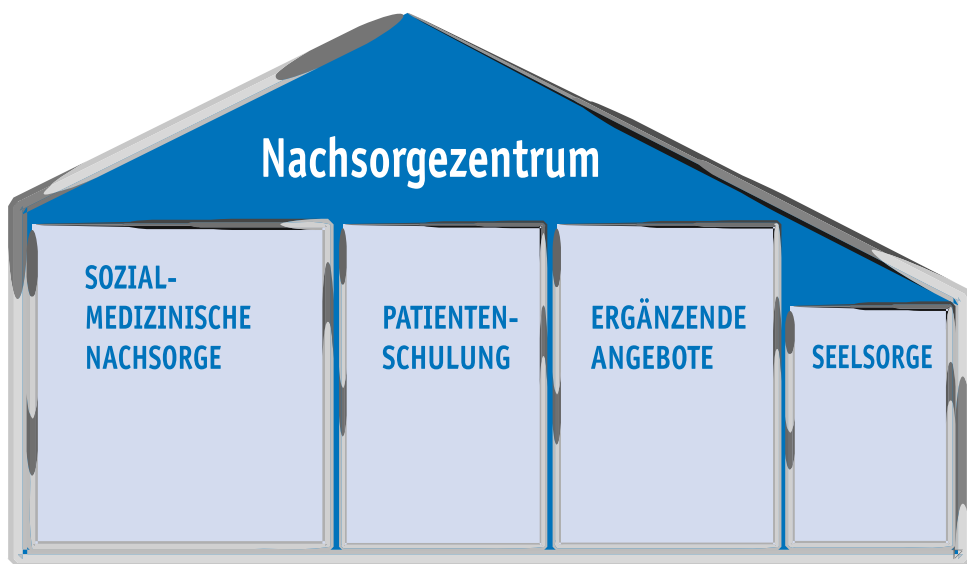 Nachsorgezentrum
SOZIAL-
MEDIZINISCHE
NACHSORGE
PATIENTEN-
SCHULUNG
ERGÄNZENDE
ANGEBOTE
SEELSORGE